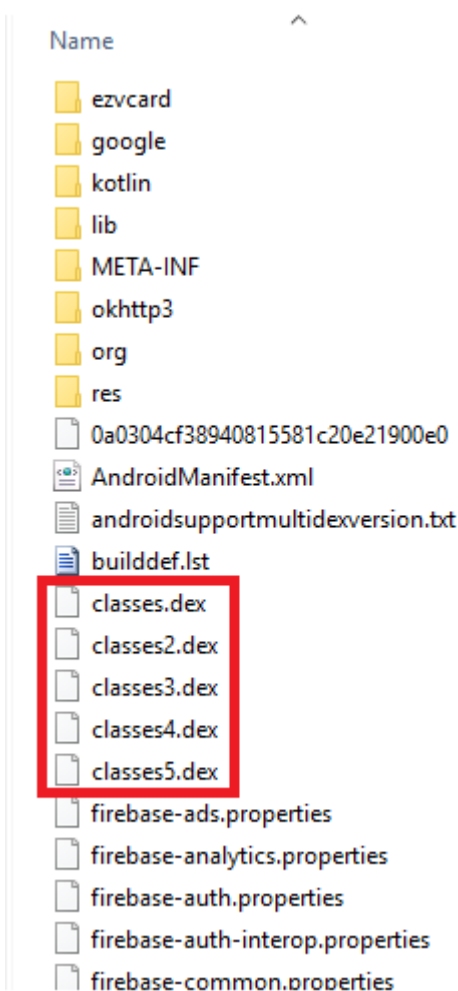 Name
ezvcard
google
kotlin
lib
META-INF
okhttp3
org
res
0a0304cf38940815581c20e21900e0
AndroidManifest.xml
androidsupportmultidexversion.txt
builddef.lst
classes.dex
classes2.dex
classes3.dex
classes4.dex
classes5.dex
firebase-ads.properties
firebase-analytics.properties
firebase-auth.properties
firebase-auth-interop.properties
firebase-common.properties